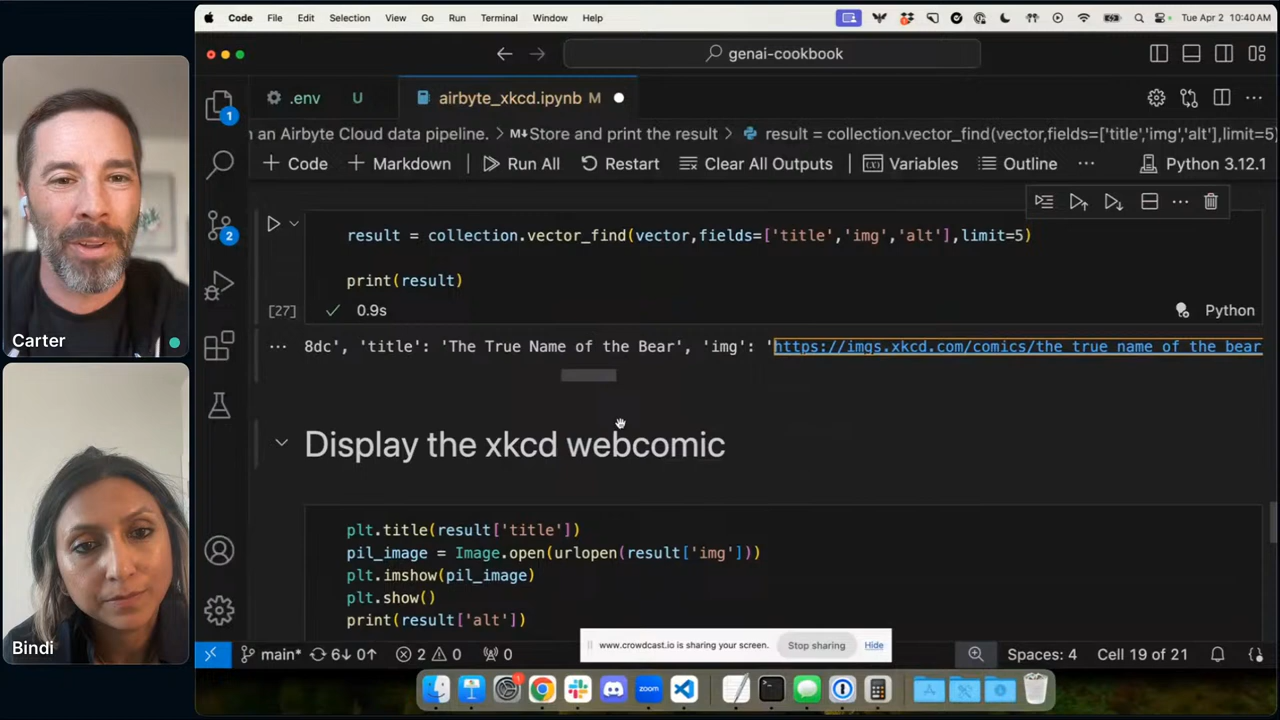 Code File Edit Selection View Go Run Terminal Window Help Tue Apr 2 10:40 AM
genai-cookbook
.env U airbyte_xkcd.ipynb M
n an Airbyte Cloud data pipeline. > M↓Store and print the result > result = collection.vector_find(vector,fields=['title','img','alt'],limit=5)
+ Code + Markdown Run All Restart Clear All Outputs Variables Outline ... Python 3.12.1
1
2
result = collection.vector_find(vector,fields=['title','img','alt'],limit=5)
print(result)
[27] 0.9s Python
... 8dc', 'title': 'The True Name of the Bear', 'img': 'https://imgs.xkcd.com/comics/the_true_name_of_the_bear
Carter
Display the xkcd webcomic
plt.title(result['title'])
pil_image = Image.open(urlopen(result['img']))
plt.imshow(pil_image)
plt.show()
print(result['alt'])
Bindi
www.crowdcast.io is sharing your screen. Stop sharing Hide
main* 6↓ 0↑ 2 0 0 Spaces: 4 Cell 19 of 21
zoom